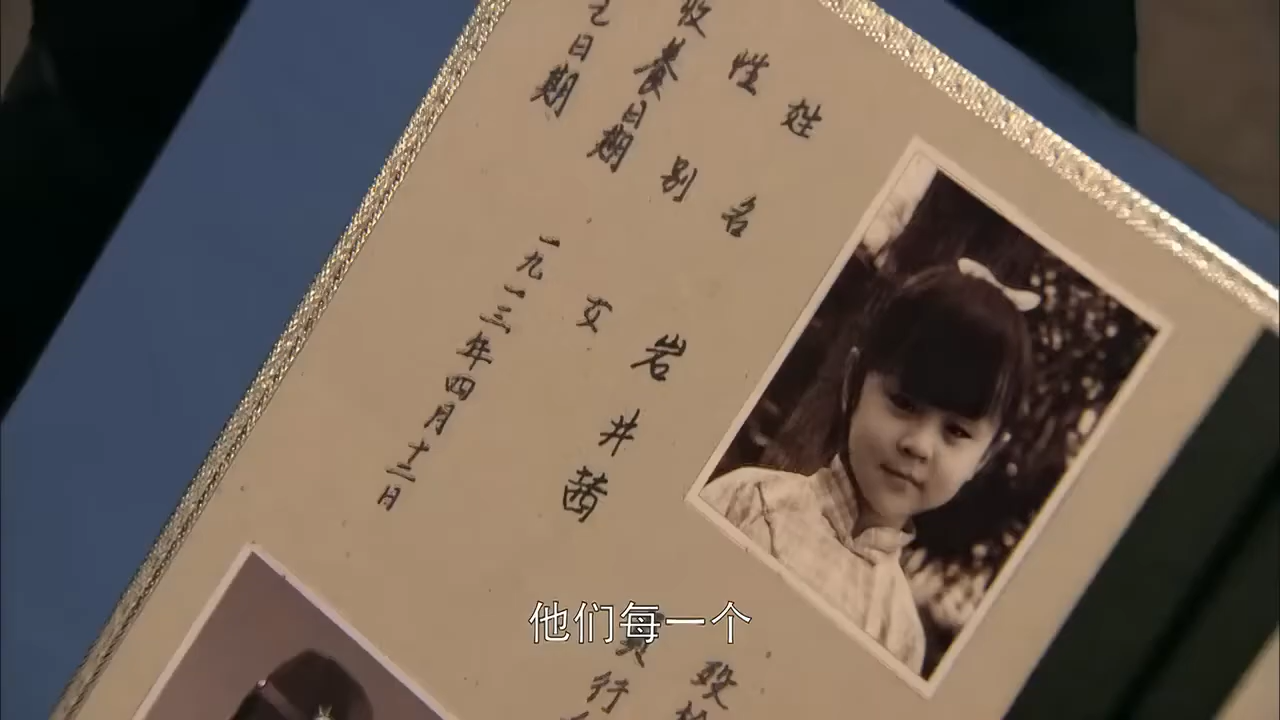 姓名 岩井茜
性别 女
收养日期 一九一三年四月十二日
日期
他们每一个